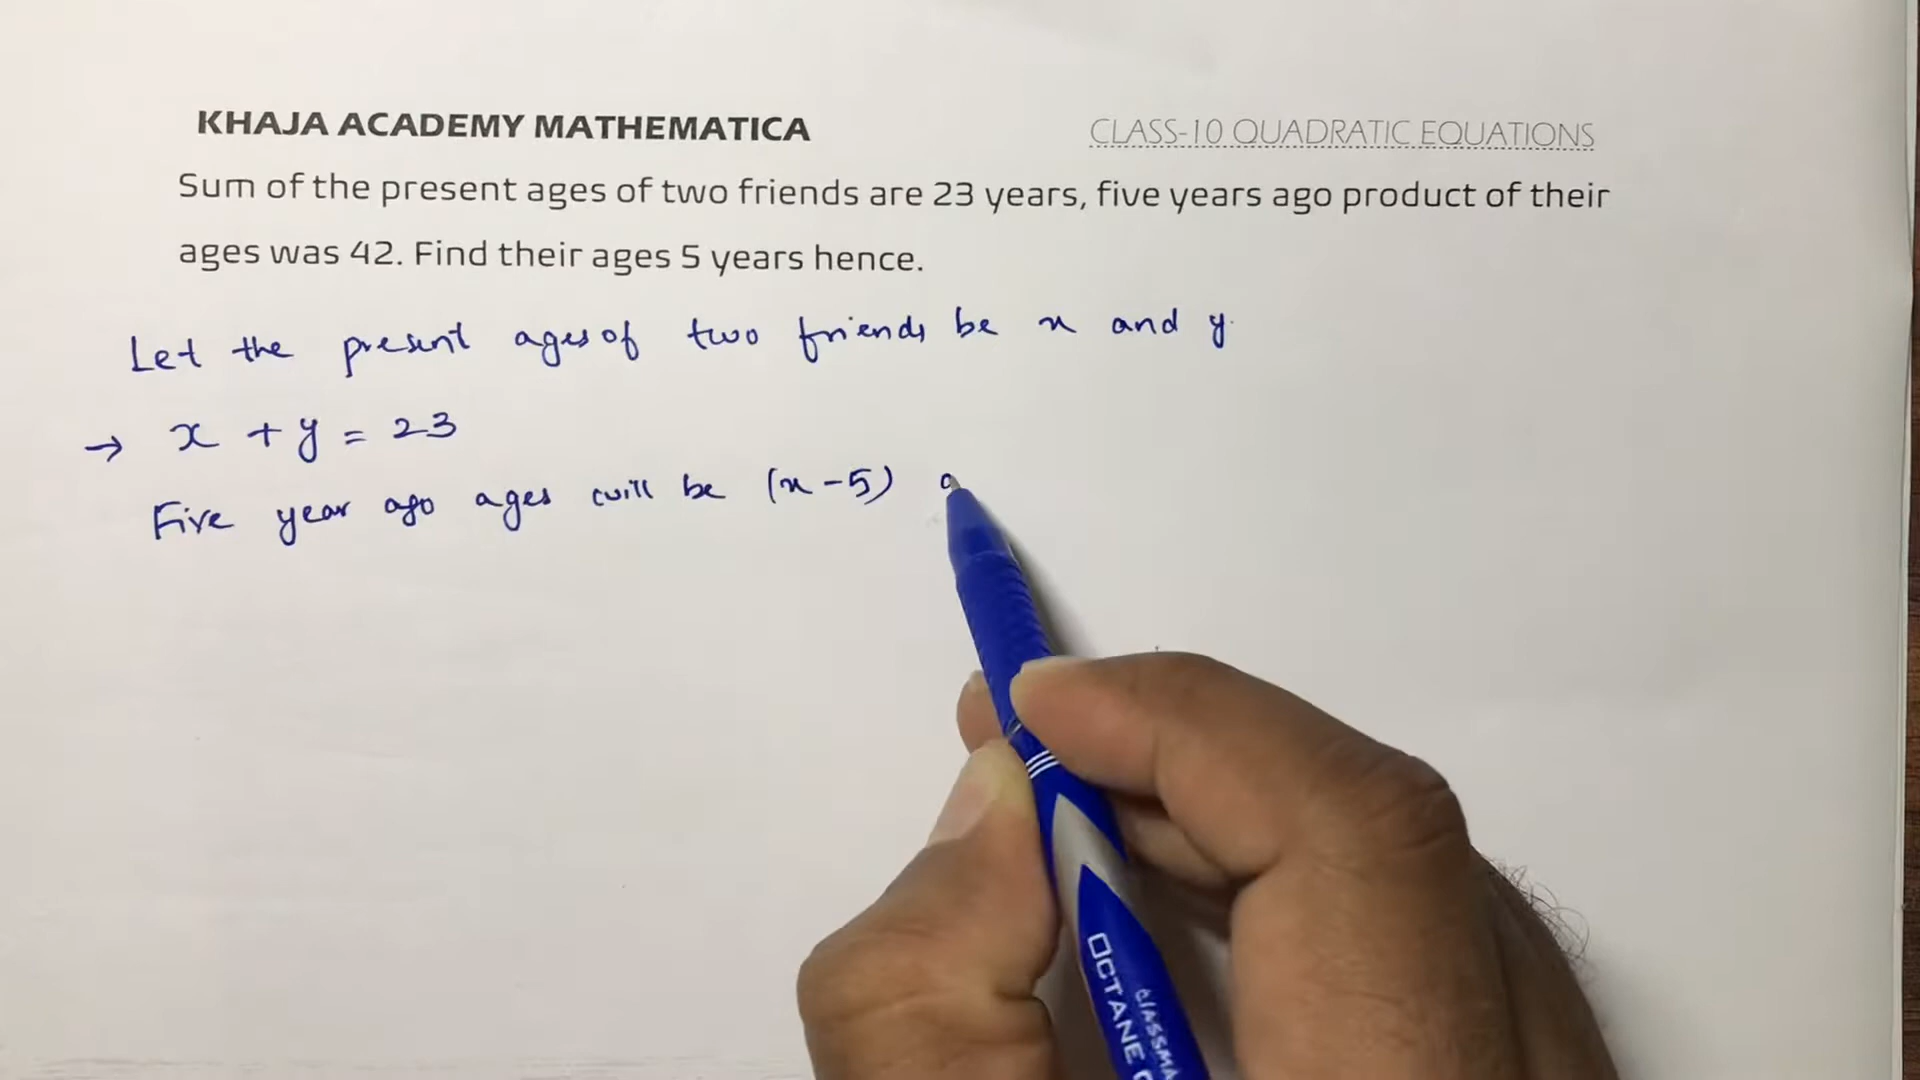 KHAJA ACADEMY MATHEMATICA
CLASS-10 QUADRATIC EQUATIONS
Sum of the present ages of two friends are 23 years, five years ago product of their
ages was 42. Find their ages 5 years hence.
Let the present ages of two friends be x and y.
→ x + y = 23
Five year ago ages will be (x - 5) a
OCTANE